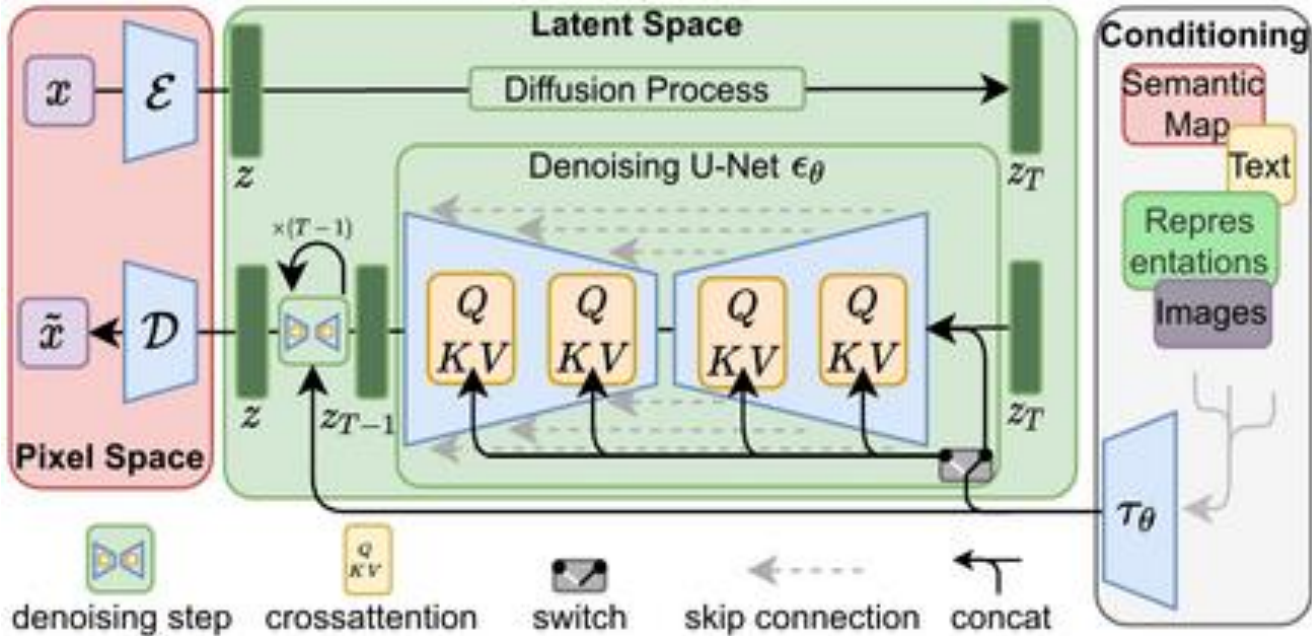 Latent Space
Conditioning
x
ℰ
Diffusion Process
Semantic
Map
Text
Repres
entations
Images
z
Denoising U-Net ϵ_θ
z_T
×(T−1)
x̃
𝒟
Q
KV
Q
KV
Q
KV
Q
KV
z
z_{T−1}
z_T
Pixel Space
τ_θ
Q
KV
denoising step
crossattention
switch
skip connection
concat